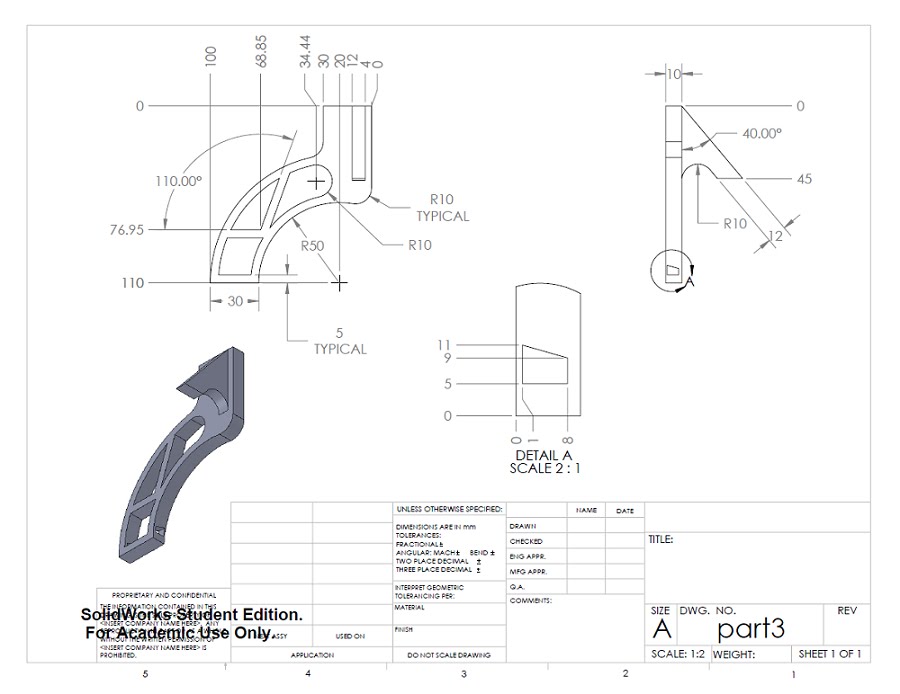 100
68.85
34.44
30
20
12
4
0
10
0
0
40.00°
110.00°
45
R10
TYPICAL
76.95
R50
R10
R10
12
110
A
30
5
TYPICAL
11
9
5
0
0
1
8
DETAIL A
SCALE 2 : 1
UNLESS OTHERWISE SPECIFIED:
NAME
DATE
DIMENSIONS ARE IN mm
TOLERANCES:
FRACTIONAL±
ANGULAR: MACH± BEND ±
TWO PLACE DECIMAL ±
THREE PLACE DECIMAL ±
DRAWN
CHECKED
ENG APPR.
MFG APPR.
TITLE:
INTERPRET GEOMETRIC
TOLERANCING PER:
Q.A.
COMMENTS:
MATERIAL
FINISH
PROPRIETARY AND CONFIDENTIAL
THE INFORMATION CONTAINED IN THIS
SolidWorks Student Edition.
<INSERT COMPANY NAME HERE>. ANY
For Academic Use Only.
WITHOUT THE WRITTEN PERMISSION OF
<INSERT COMPANY NAME HERE> IS
PROHIBITED.
ASSY
USED ON
APPLICATION
DO NOT SCALE DRAWING
SIZE
DWG. NO.
REV
A
part3
SCALE: 1:2
WEIGHT:
SHEET 1 OF 1
5
4
3
2
1